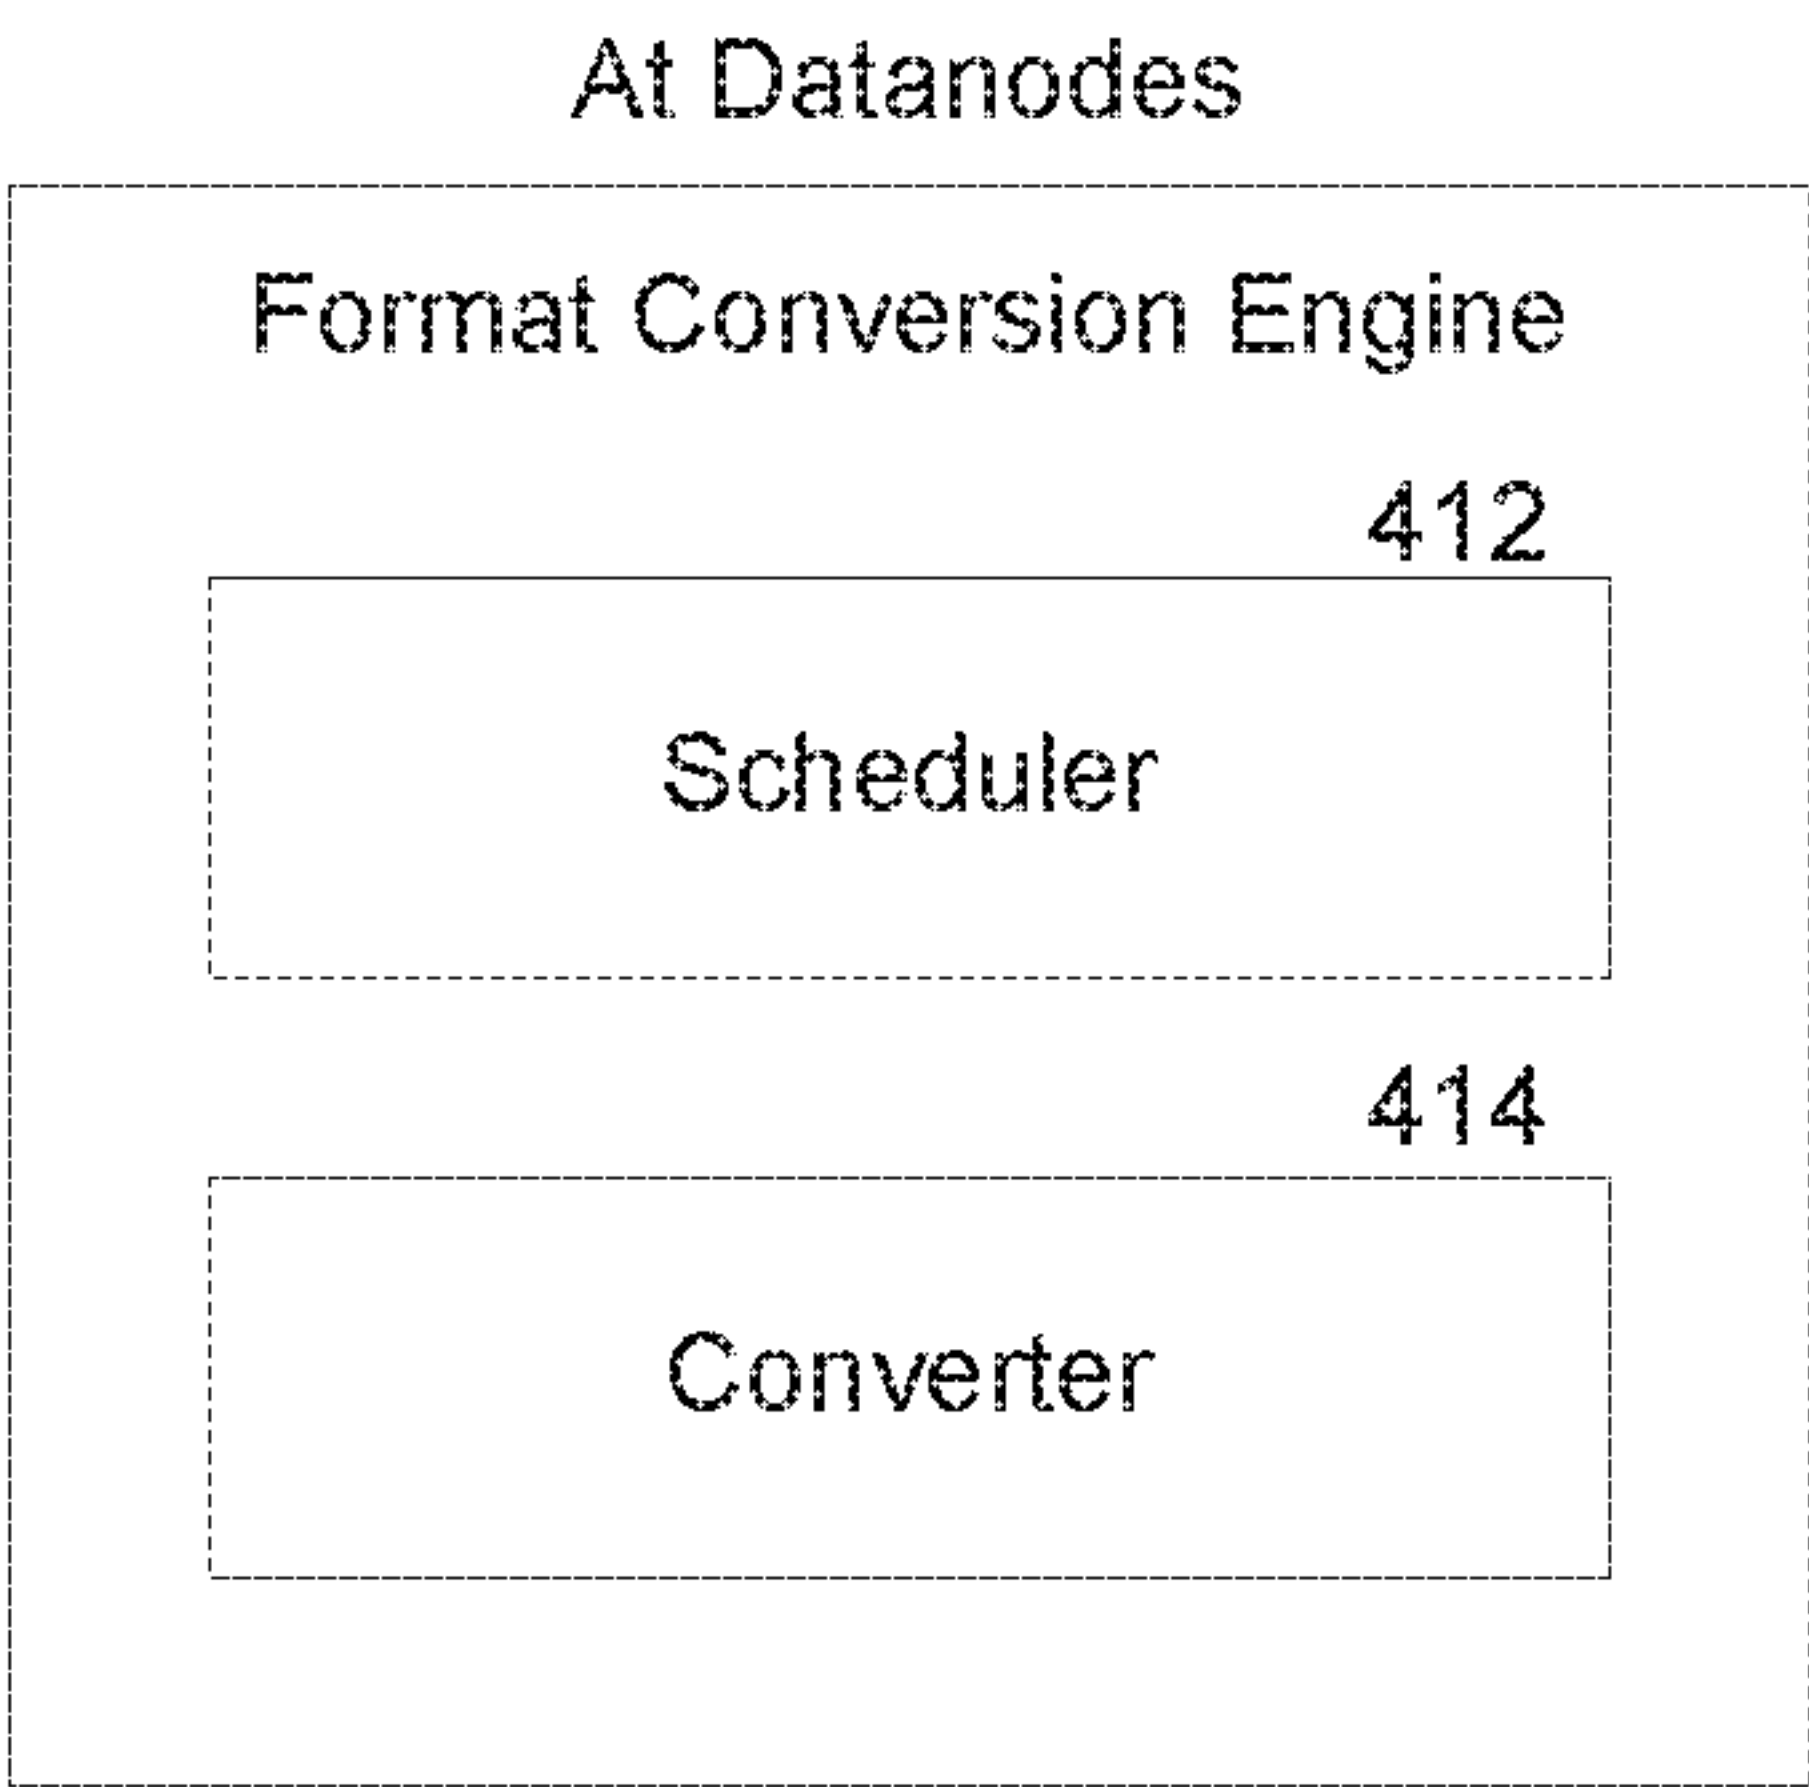 At Datanodes
Format Conversion Engine
412
Scheduler
414
Converter